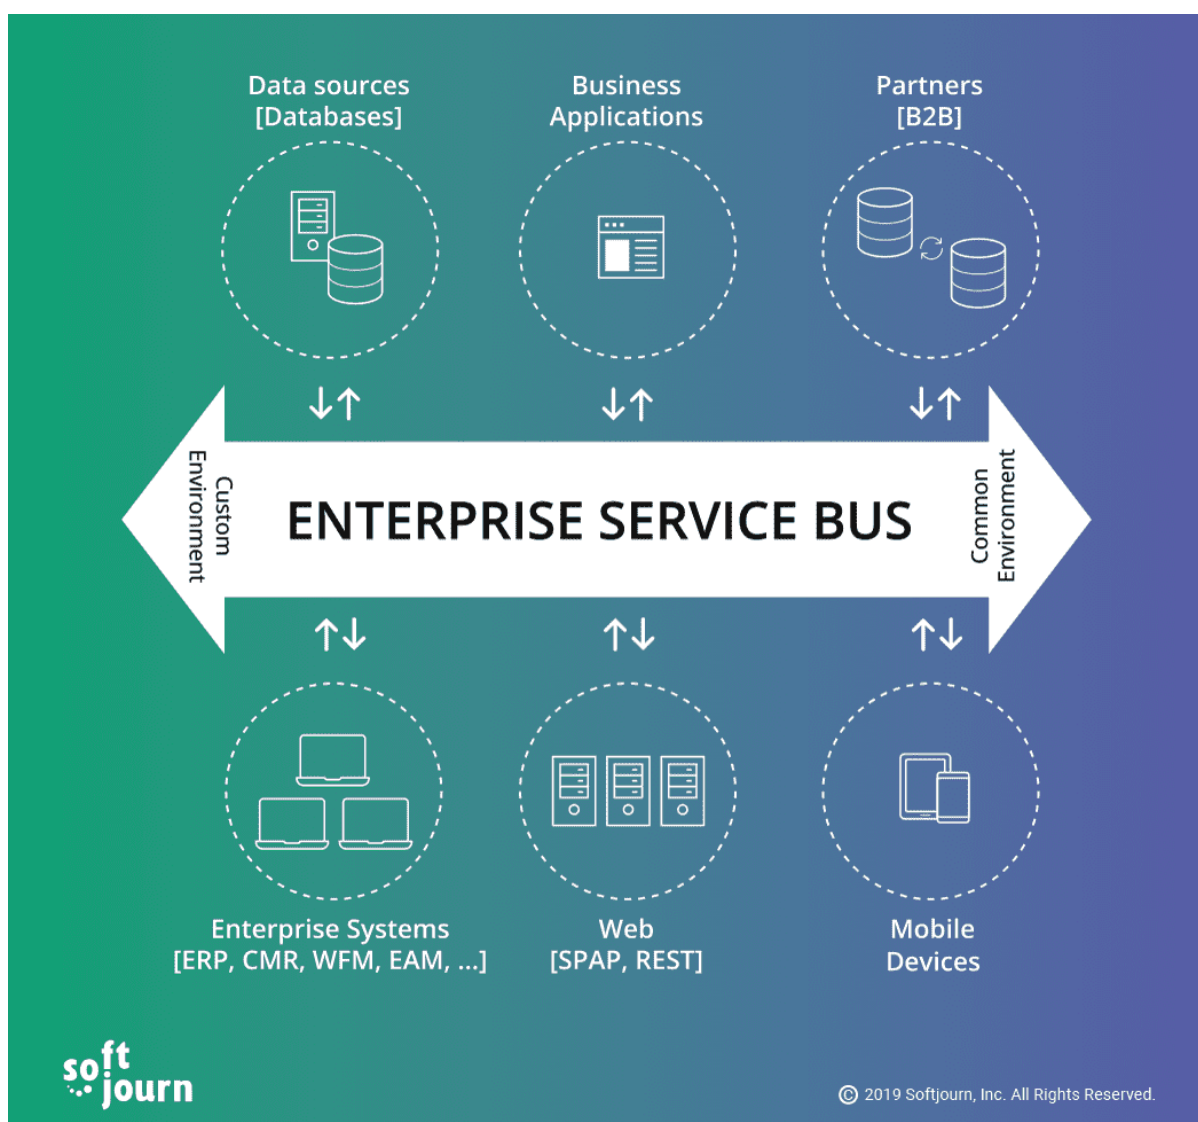 Data sources
[Databases]
Business
Applications
Partners
[B2B]
Custom
Environment
ENTERPRISE SERVICE BUS
Common
Environment
Enterprise Systems
[ERP, CMR, WFM, EAM, ...]
Web
[SPAP, REST]
Mobile
Devices
soft
journ
© 2019 Softjourn, Inc. All Rights Reserved.